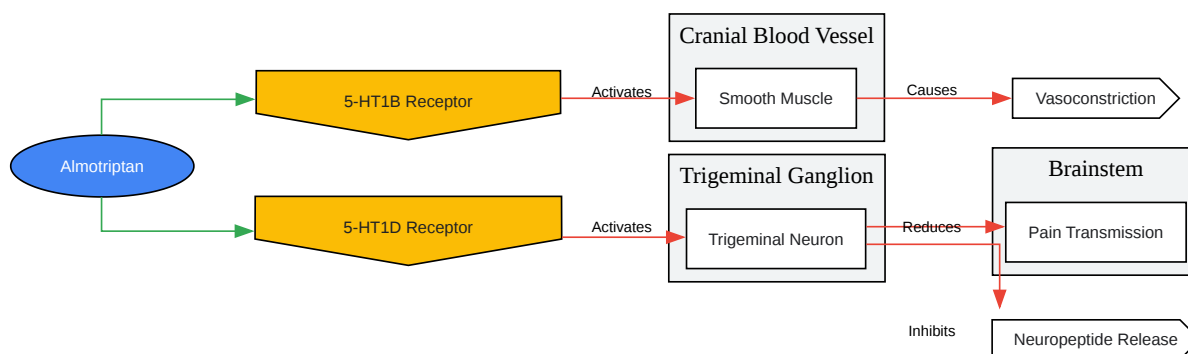 Cranial Blood Vessel
5-HT1B Receptor
Activates
Smooth Muscle
Causes
Vasoconstriction
Almotriptan
Trigeminal Ganglion
Brainstem
5-HT1D Receptor
Activates
Trigeminal Neuron
Reduces
Pain Transmission
Inhibits
Neuropeptide Release